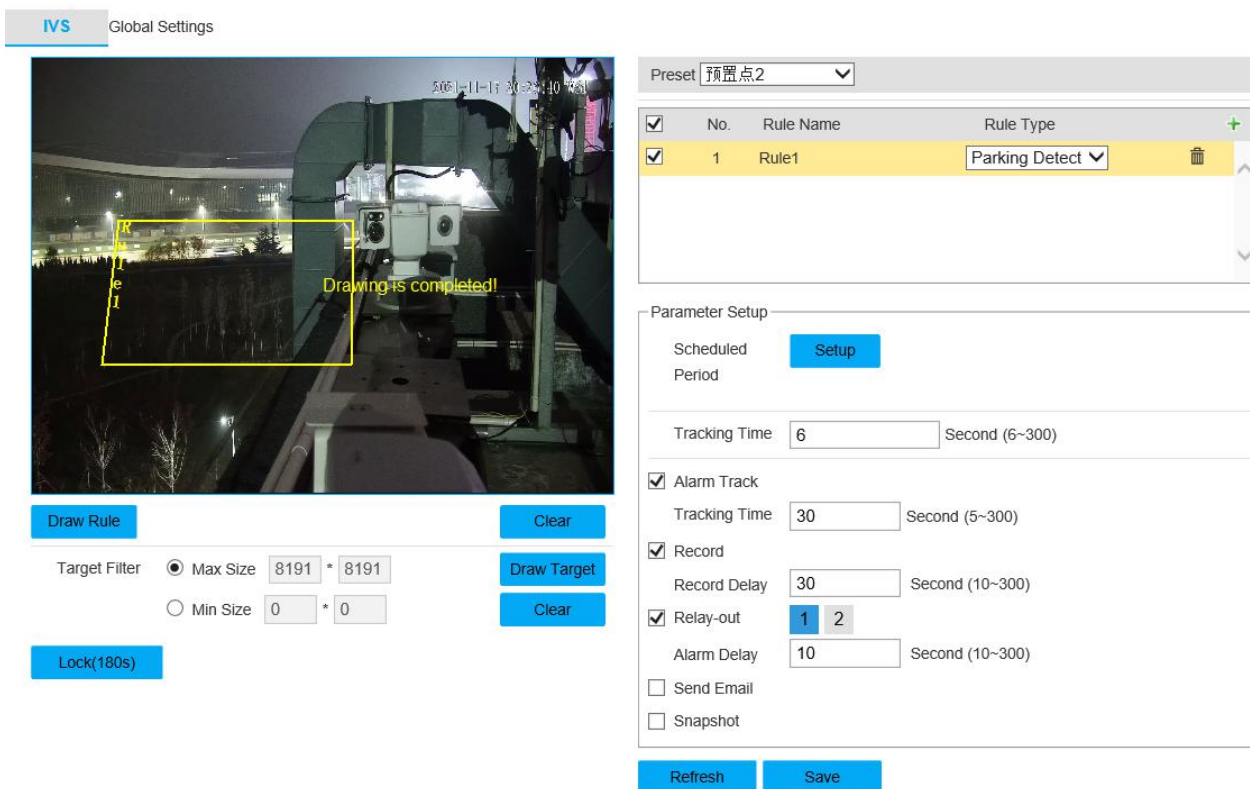 IVS Global Settings
Drawing is completed!
Rule1
Draw Rule Clear
Target Filter Max Size 8191 * 8191 Draw Target
Min Size 0 * 0 Clear
Lock(180s)
Preset 预置点2
No. Rule Name Rule Type
1 Rule1 Parking Detect
Parameter Setup
Scheduled Setup
Period
Tracking Time 6 Second (6~300)
Alarm Track
Tracking Time 30 Second (5~300)
Record
Record Delay 30 Second (10~300)
Relay-out 1 2
Alarm Delay 10 Second (10~300)
Send Email
Snapshot
Refresh Save